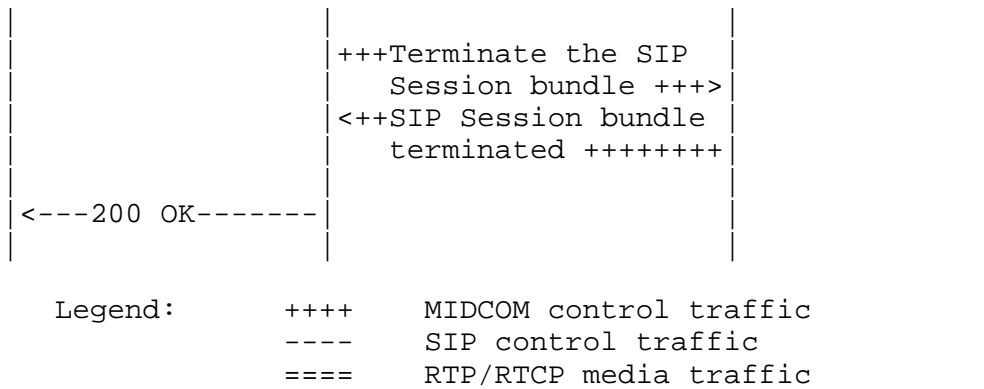 |                  |                       |
|                  |+++Terminate the SIP   |
|                  |   Session bundle +++>|
|                  |<++SIP Session bundle  |
|                  |   terminated ++++++++|
|                  |                       |
|<---200 OK-------|                       |
|                  |                       |
Legend: ++++ MIDCOM control traffic
---- SIP control traffic
==== RTP/RTCP media traffic